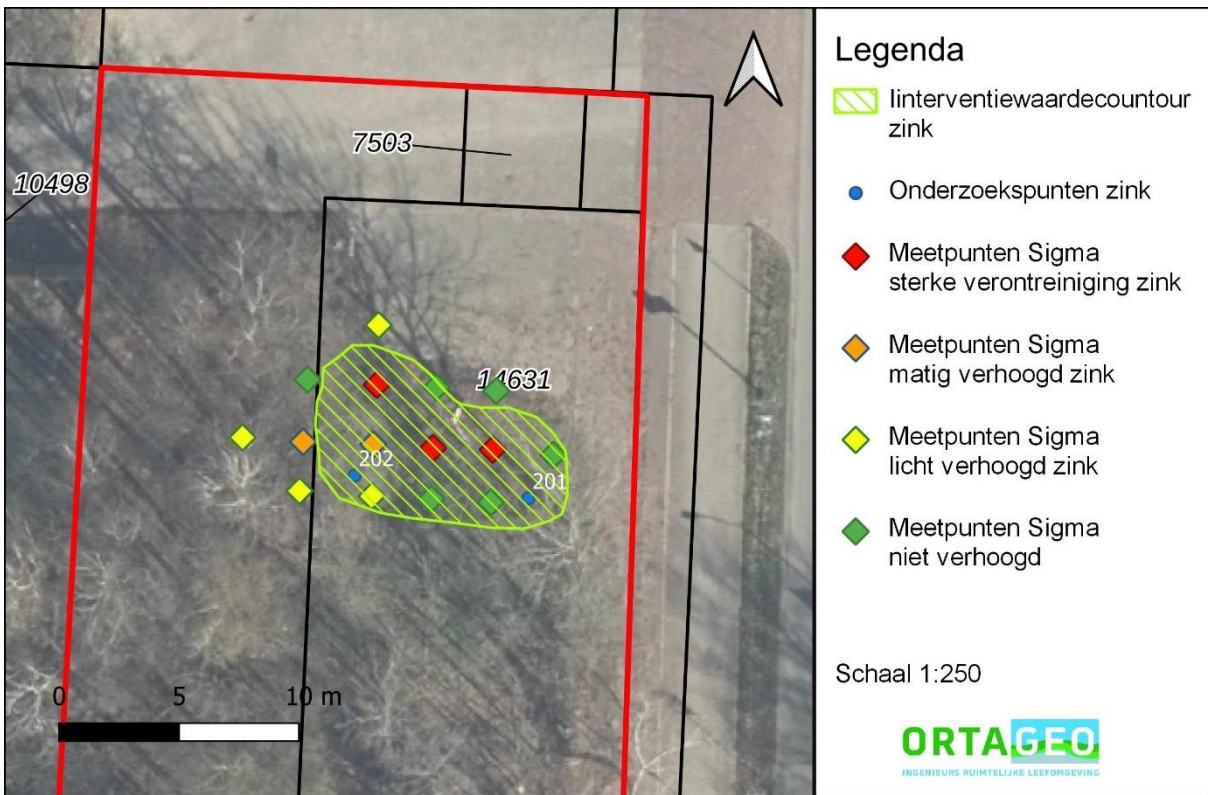 7503
10498
14631
202
201
0 5 10 m
Legenda
Iinterventiewaardecountour
zink
Onderzoekspunten zink
Meetpunten Sigma
sterke verontreiniging zink
Meetpunten Sigma
matig verhoogd zink
Meetpunten Sigma
licht verhoogd zink
Meetpunten Sigma
niet verhoogd
Schaal 1:250
ORTAGEO
INGENIEURS RUIMTELIJKE LEEFOMGEVING